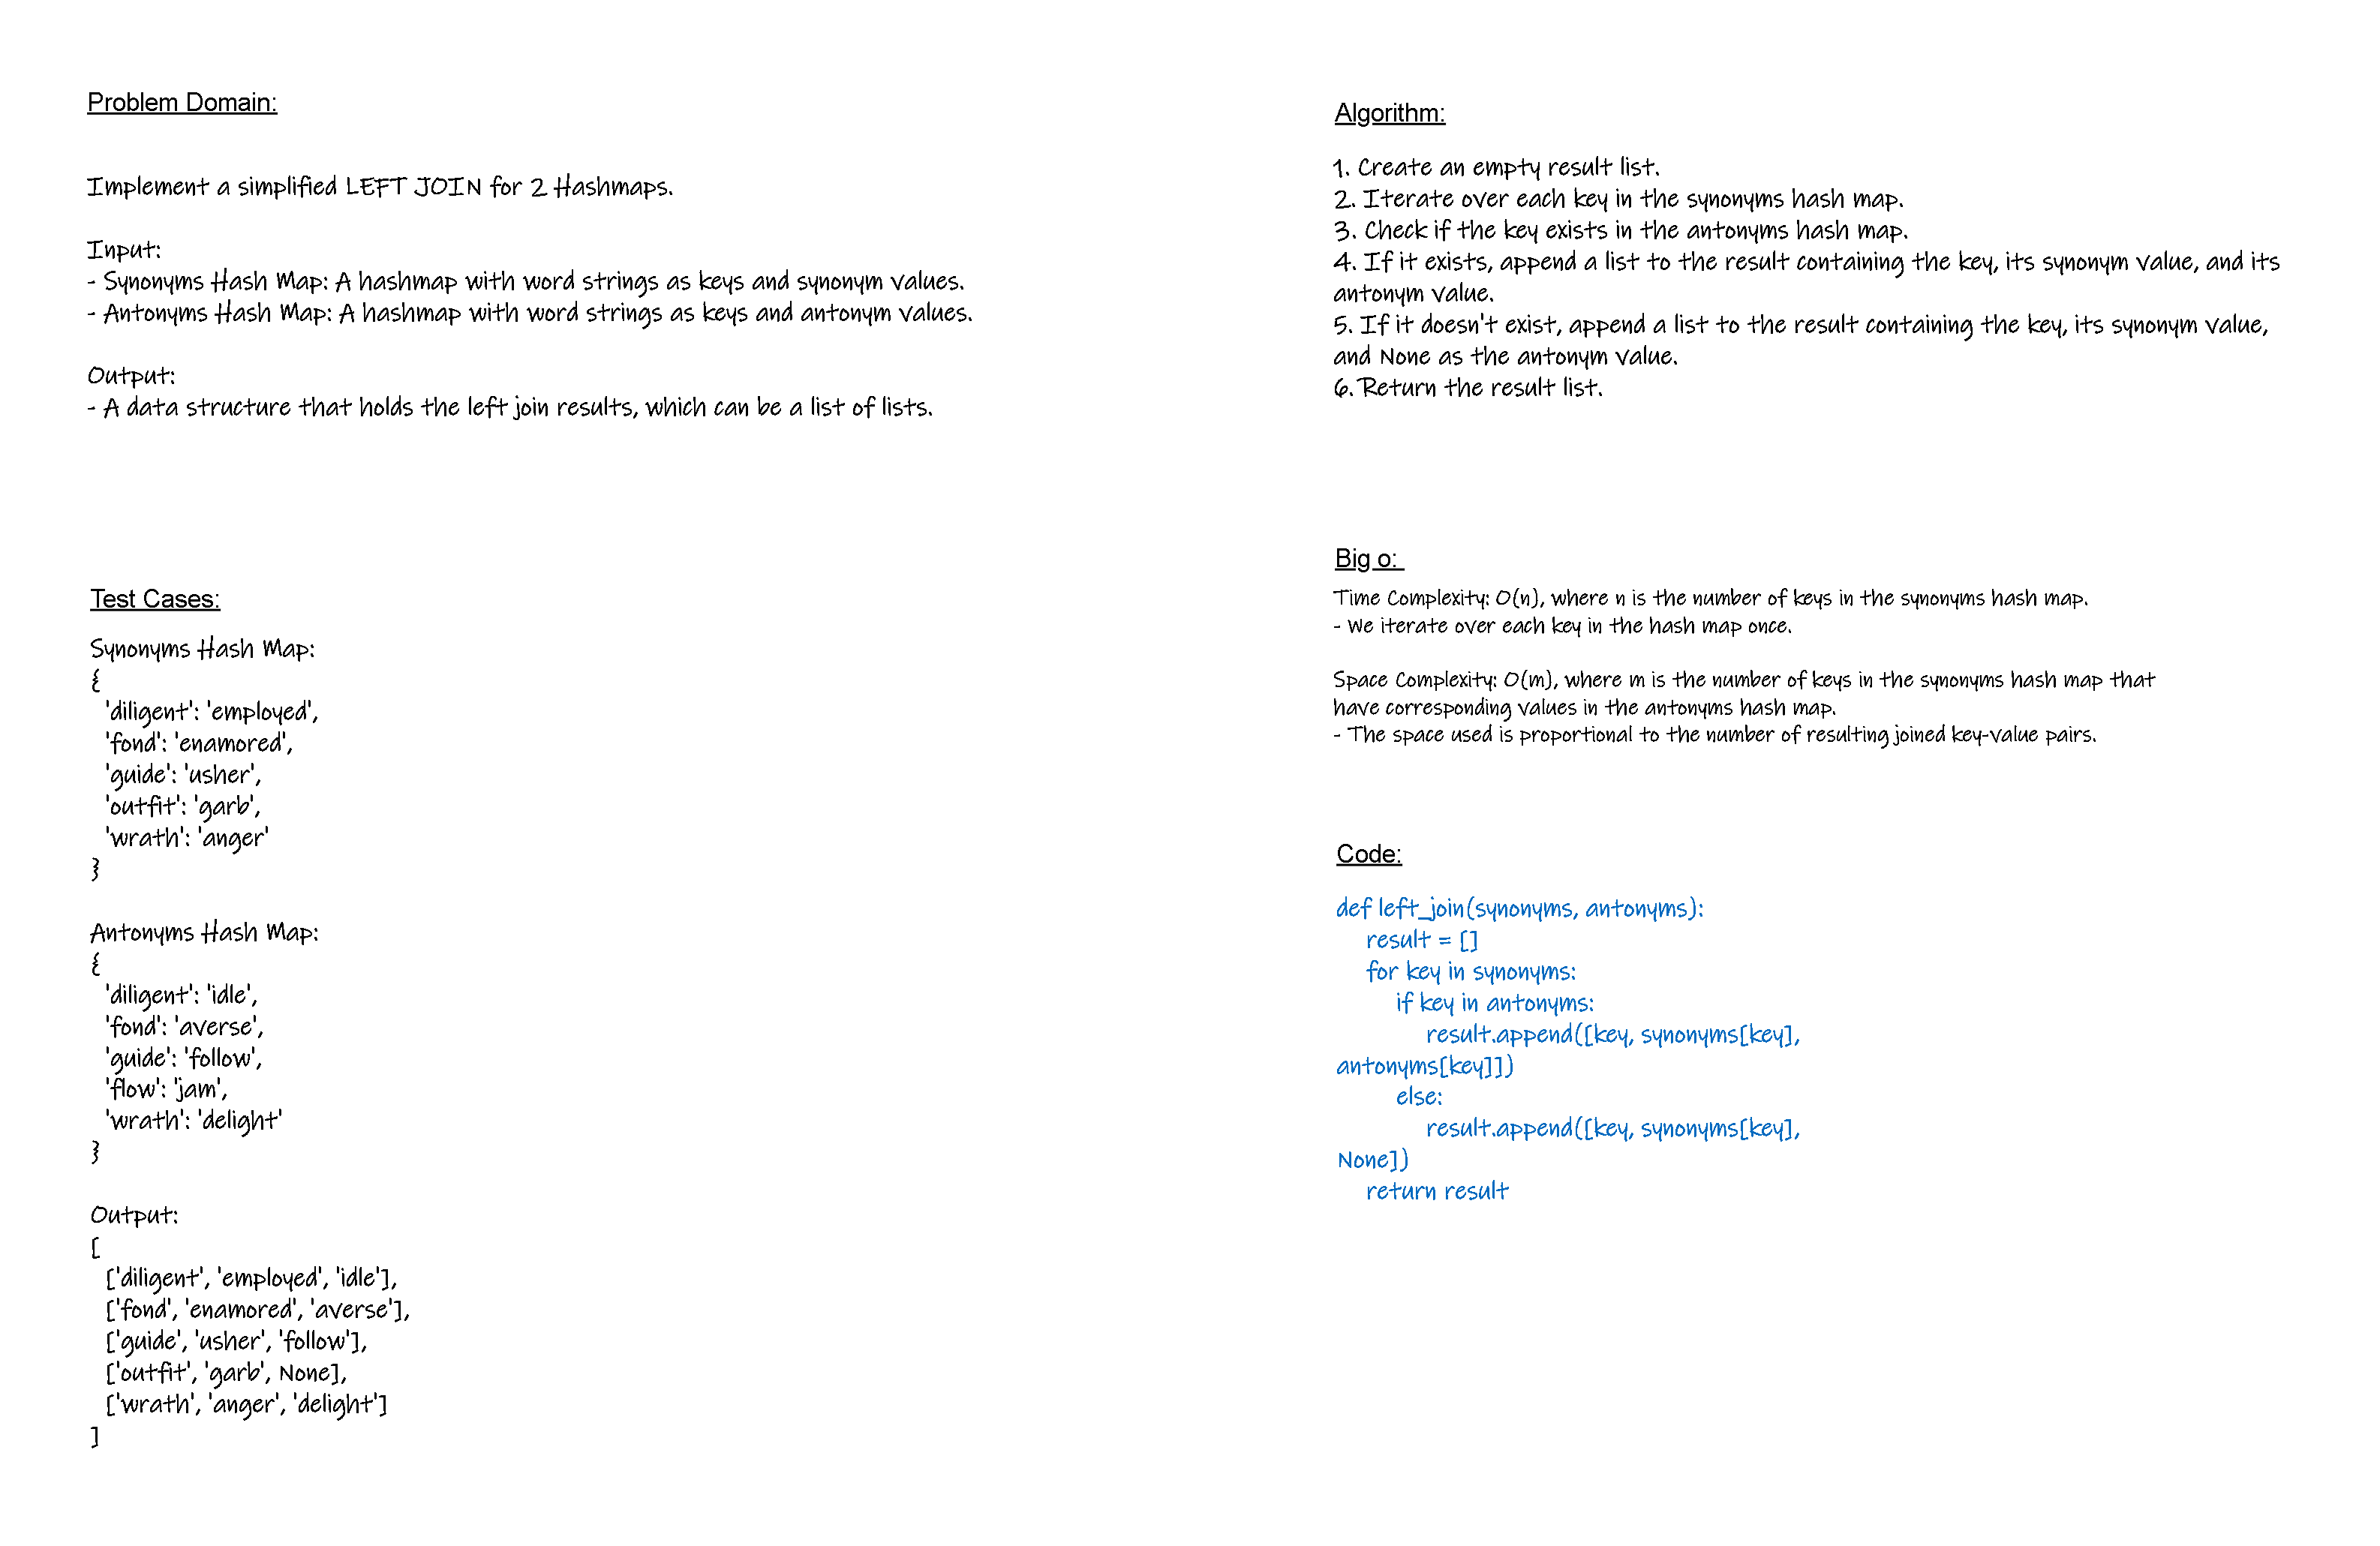 Problem Domain:
Implement a simplified LEFT JOIN for 2 Hashmaps.
Input:
- Synonyms Hash Map: A hashmap with word strings as keys and synonym values.
- Antonyms Hash Map: A hashmap with word strings as keys and antonym values.
Output:
- A data structure that holds the left join results, which can be a list of lists.
Test Cases:
Synonyms Hash Map:
{
'diligent': 'employed',
'fond': 'enamored',
'guide': 'usher',
'outfit': 'garb',
'wrath': 'anger'
}
Antonyms Hash Map:
{
'diligent': 'idle',
'fond': 'averse',
'guide': 'follow',
'flow': 'jam',
'wrath': 'delight'
}
Output:
[
['diligent', 'employed', 'idle'],
['fond', 'enamored', 'averse'],
['guide', 'usher', 'follow'],
['outfit', 'garb', None],
['wrath', 'anger', 'delight']
]
Algorithm:
1. Create an empty result list.
2. Iterate over each key in the synonyms hash map.
3. Check if the key exists in the antonyms hash map.
4. If it exists, append a list to the result containing the key, its synonym value, and its
antonym value.
5. If it doesn't exist, append a list to the result containing the key, its synonym value,
and None as the antonym value.
6. Return the result list.
Big o:
Time Complexity: O(n), where n is the number of keys in the synonyms hash map.
- We iterate over each key in the hash map once.
Space Complexity: O(m), where m is the number of keys in the synonyms hash map that
have corresponding values in the antonyms hash map.
- The space used is proportional to the number of resulting joined key-value pairs.
Code:
def left_join(synonyms, antonyms):
result = []
for key in synonyms:
if key in antonyms:
result.append([key, synonyms[key],
antonyms[key]])
else:
result.append([key, synonyms[key],
None])
return result